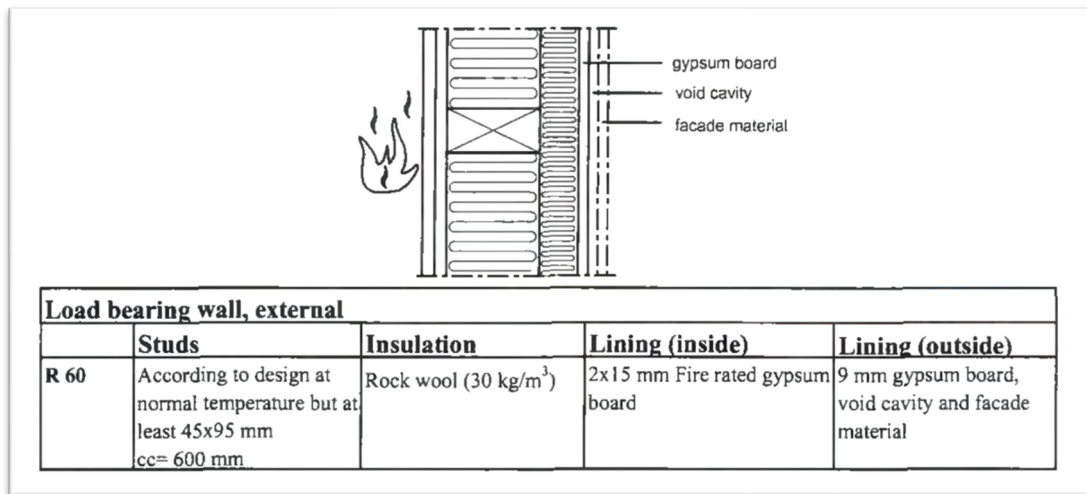 gypsum board
void cavity
facade material
Load bearing wall, external
Studs
Insulation
Lining (inside)
Lining (outside)
R 60
According to design at
normal temperature but at
least 45x95 mm
cc= 600 mm
Rock wool (30 kg/m³)
2x15 mm Fire rated gypsum
board
9 mm gypsum board,
void cavity and facade
material